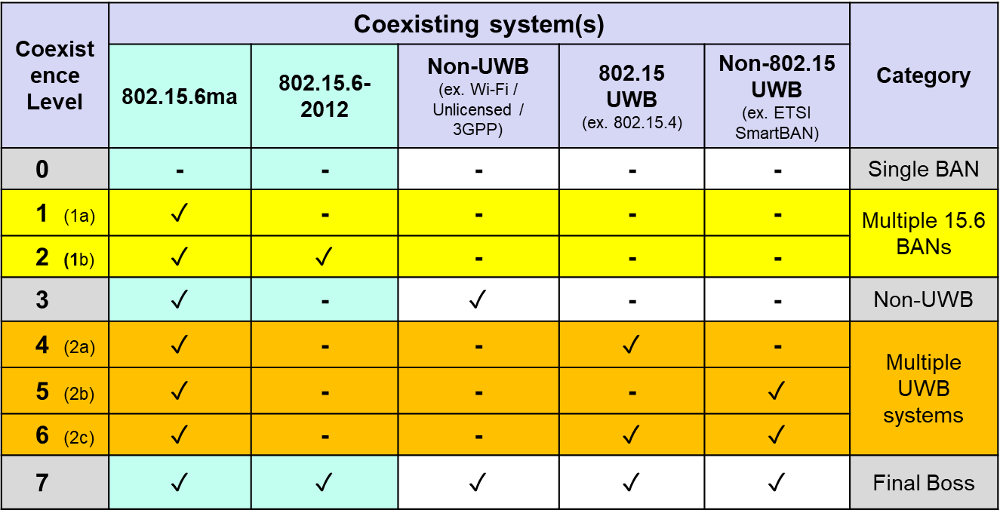 Coexisting system(s)
Coexist
ence
Level
802.15.6ma
802.15.6-
2012
Non-UWB
(ex. Wi-Fi /
Unlicensed /
3GPP)
802.15
UWB
(ex. 802.15.4)
Non-802.15
UWB
(ex. ETSI
SmartBAN)
Category
0 - - - - - Single BAN
1 (1a) ✓ - - - -
Multiple 15.6
BANs
2 (1b) ✓ ✓ - - -
3 ✓ - ✓ - - Non-UWB
4 (2a) ✓ - - ✓ -
Multiple
UWB
systems
5 (2b) ✓ - - - ✓
6 (2c) ✓ - - ✓ ✓
7 ✓ ✓ ✓ ✓ ✓ Final Boss